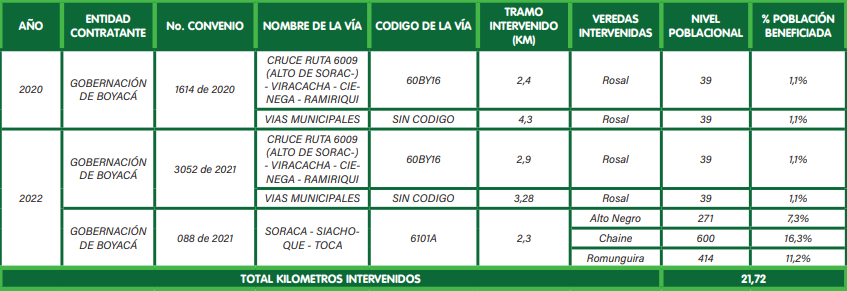 AÑO
ENTIDAD
CONTRATANTE
No. CONVENIO
NOMBRE DE LA VÍA
CODIGO DE LA VÍA
TRAMO
INTERVENIDO
(KM)
VEREDAS
INTERVENIDAS
NIVEL
POBLACIONAL
% POBLACIÓN
BENEFICIADA
2020
GOBERNACIÓN
DE BOYACÁ
1614 de 2020
CRUCE RUTA 6009
(ALTO DE SORAC-)
- VIRACACHA - CIE-
NEGA - RAMIRIQUI
60BY16
2,4
Rosal
39
1,1%
VIAS MUNICIPALES
SIN CODIGO
4,3
Rosal
39
1,1%
2022
GOBERNACIÓN
DE BOYACÁ
3052 de 2021
CRUCE RUTA 6009
(ALTO DE SORAC-)
- VIRACACHA - CIE-
NEGA - RAMIRIQUI
60BY16
2,9
Rosal
39
1,1%
VIAS MUNICIPALES
SIN CODIGO
3,28
Rosal
39
1,1%
GOBERNACIÓN
DE BOYACÁ
088 de 2021
SORACA - SIACHO-
QUE - TOCA
6101A
2,3
Alto Negro
271
7,3%
Chaine
600
16,3%
Romunguira
414
11,2%
TOTAL KILOMETROS INTERVENIDOS
21,72